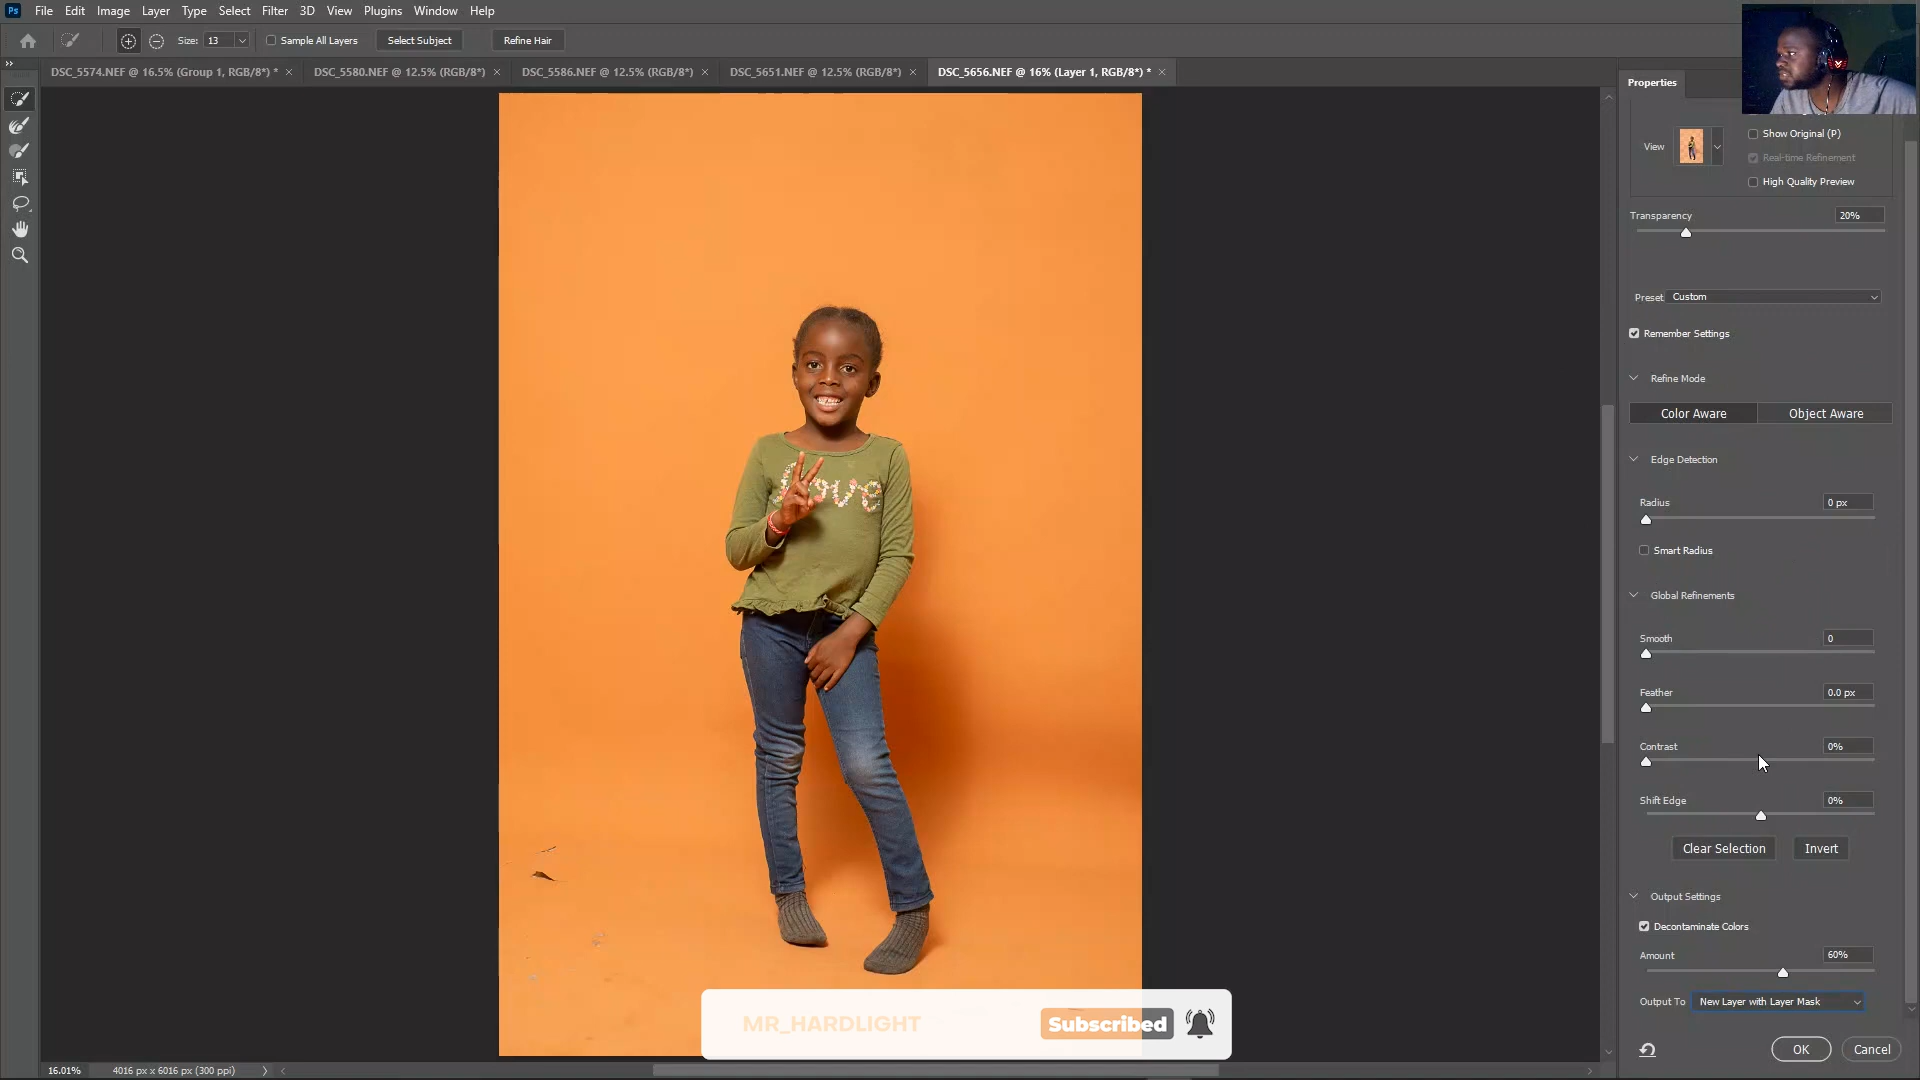 Ps File Edit Image Layer Type Select Filter 3D View Plugins Window Help
Size: 13 Sample All Layers Select Subject Refine Hair
DSC_5574.NEF @ 16.5% (Group 1, RGB/8*) * × DSC_5580.NEF @ 12.5% (RGB/8*) × DSC_5586.NEF @ 12.5% (RGB/8*) × DSC_5651.NEF @ 12.5% (RGB/8*) × DSC_5656.NEF @ 16% (Layer 1, RGB/8*) * ×
Properties
Show Original (P)
View
Real-time Refinement
High Quality Preview
Transparency 20%
Preset Custom
Remember Settings
Refine Mode
Color Aware Object Aware
Edge Detection
Radius 0 px
Smart Radius
Global Refinements
Smooth 0
Feather 0.0 px
Contrast 0%
Shift Edge 0%
Clear Selection Invert
Output Settings
Decontaminate Colors
Amount 60%
Output To New Layer with Layer Mask
OK Cancel
love
MR_HARDLIGHT Subscribed
16.01% 4016 px x 6016 px (300 ppi)